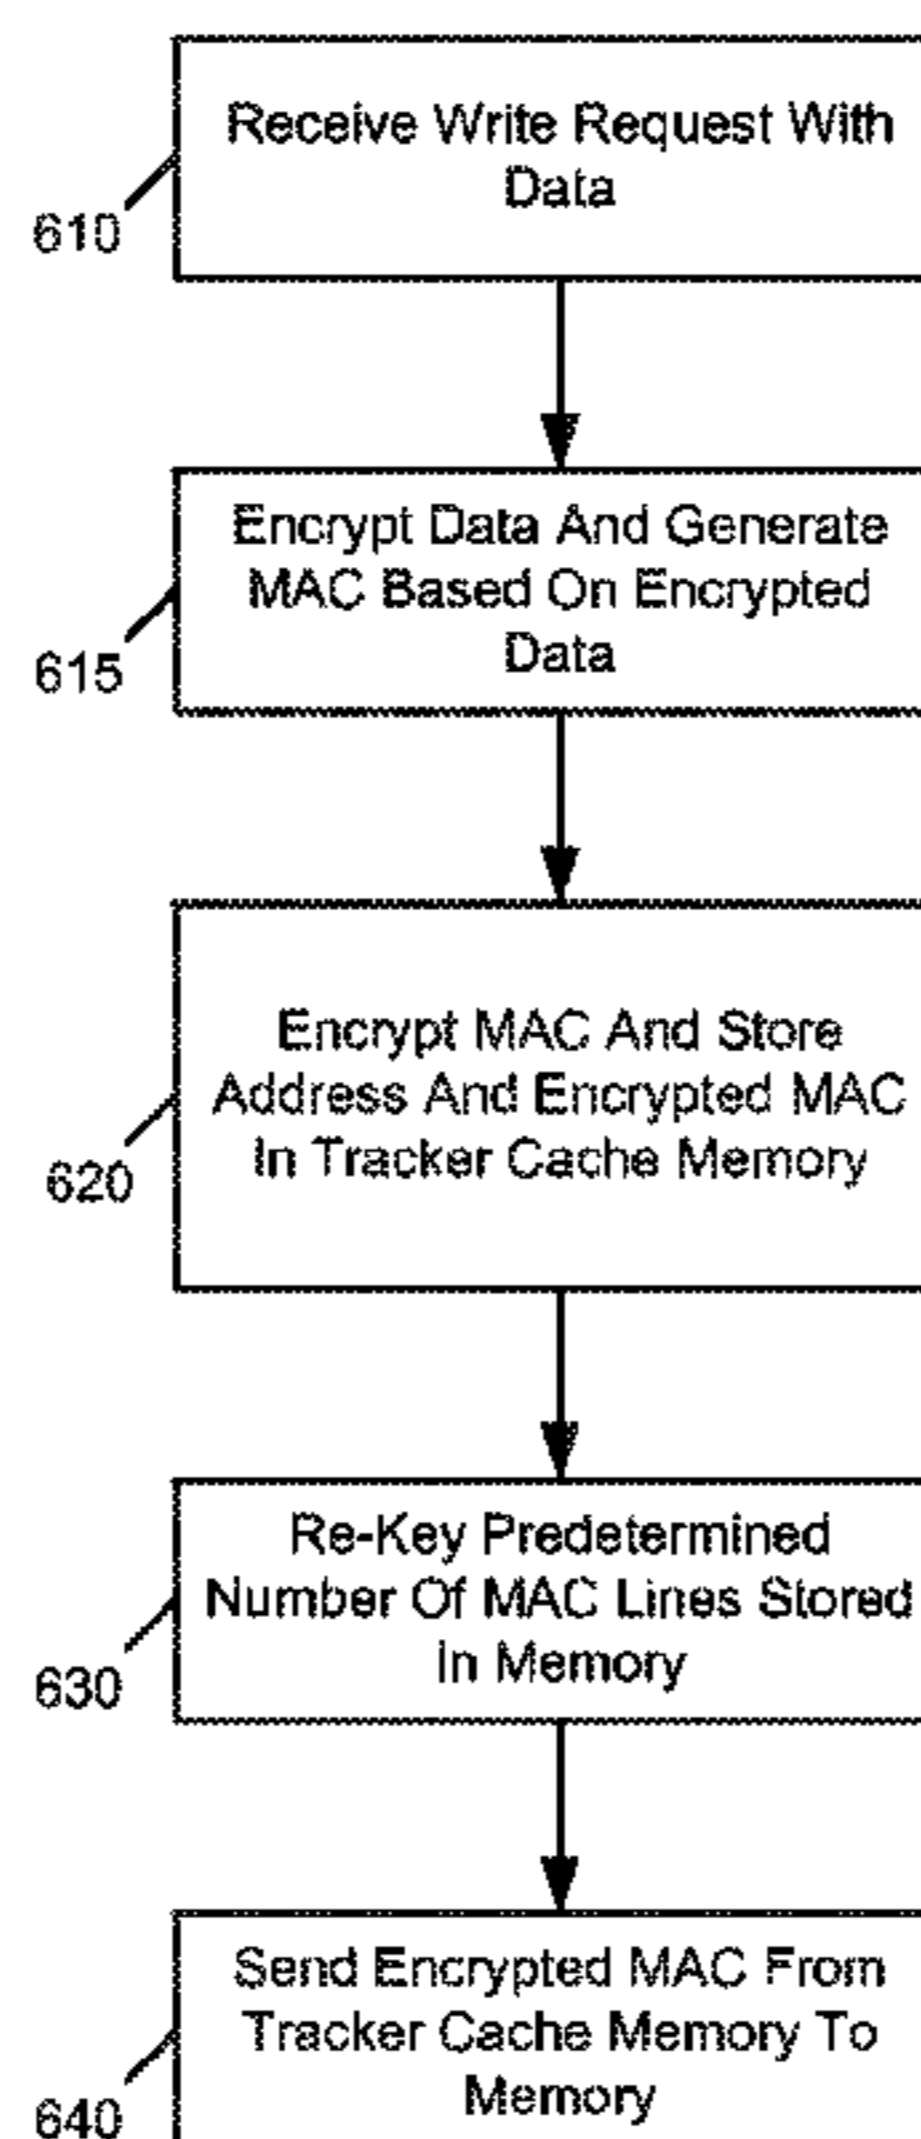 Receive Write Request With
Data
610
Encrypt Data And Generate
MAC Based On Encrypted
Data
615
Encrypt MAC And Store
Address And Encrypted MAC
In Tracker Cache Memory
620
Re-Key Predetermined
Number Of MAC Lines Stored
In Memory
630
Send Encrypted MAC From
Tracker Cache Memory To
Memory
640